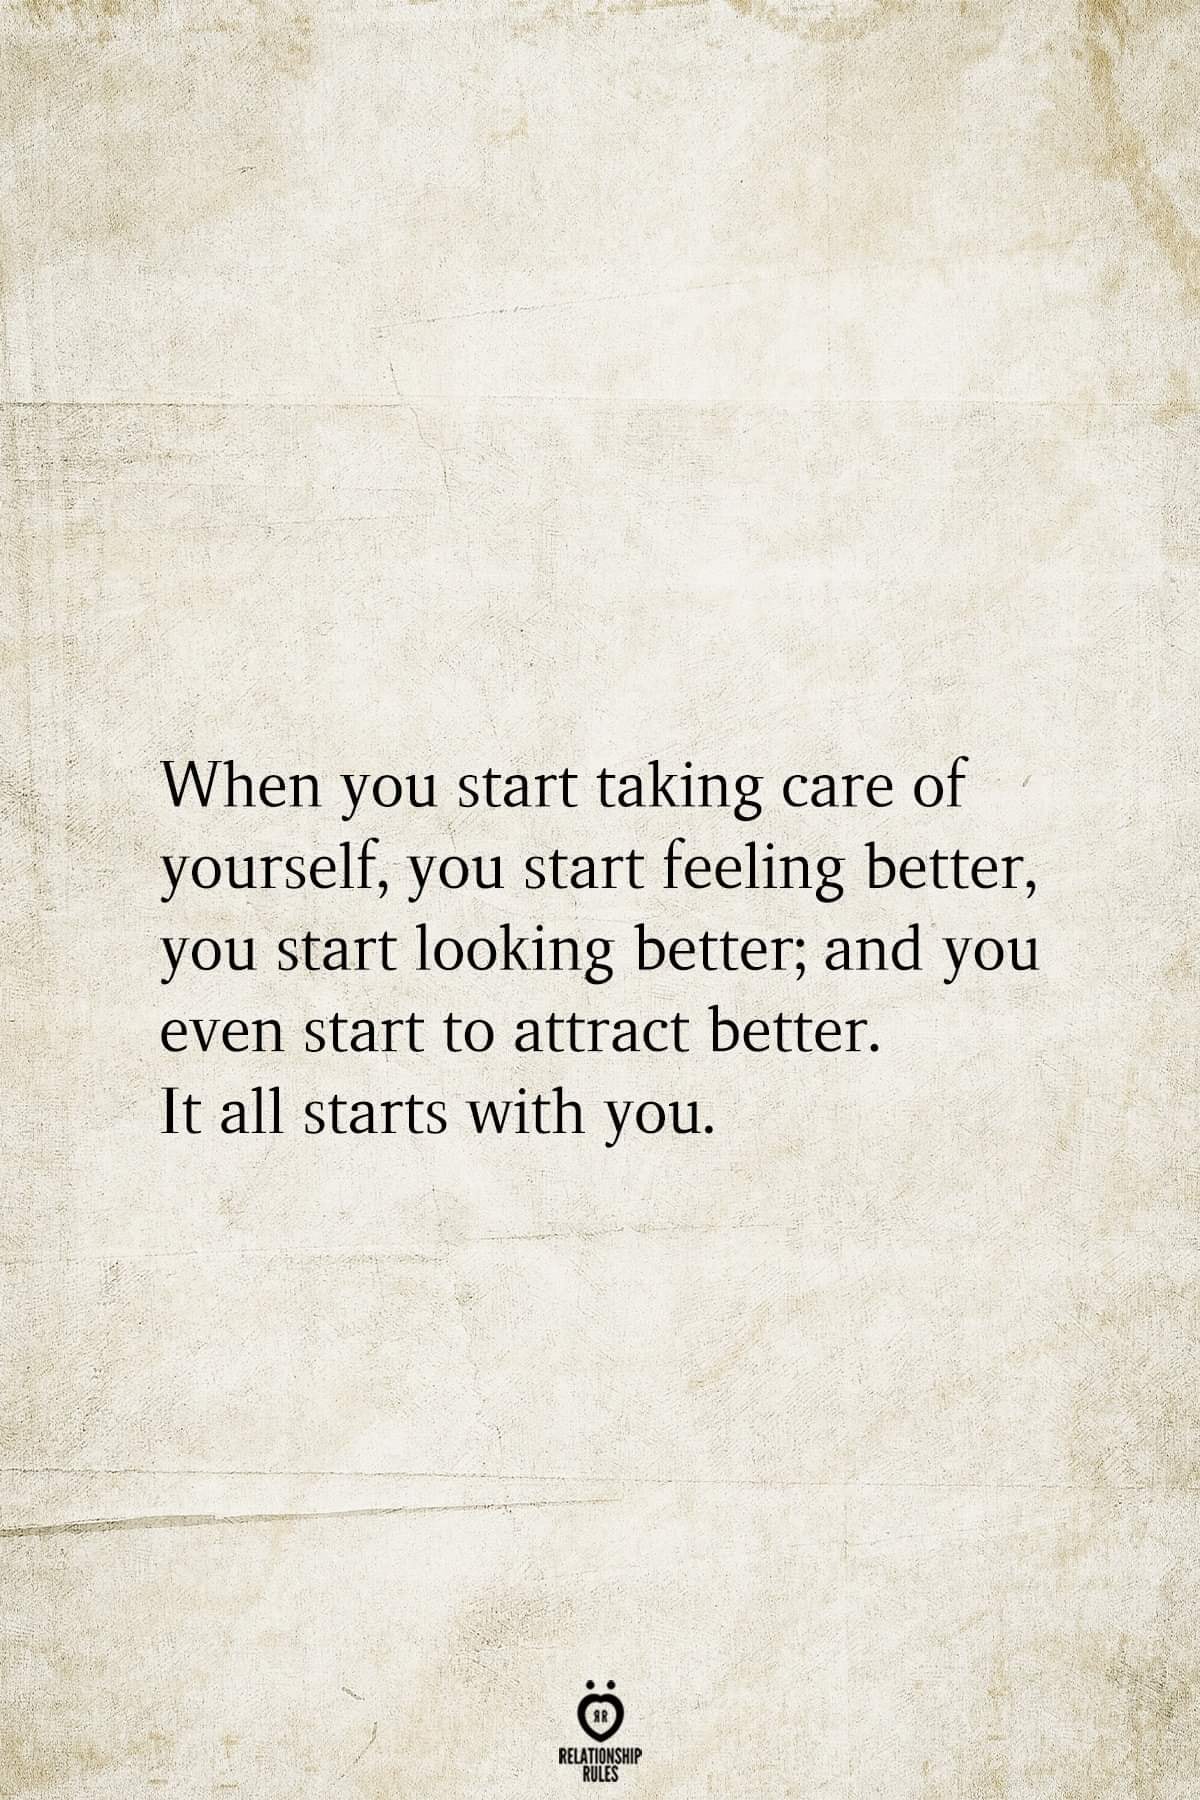 When you start taking care of
yourself, you start feeling better,
you start looking better; and you
even start to attract better.
It all starts with you.
ЯR
RELATIONSHIP
RULES